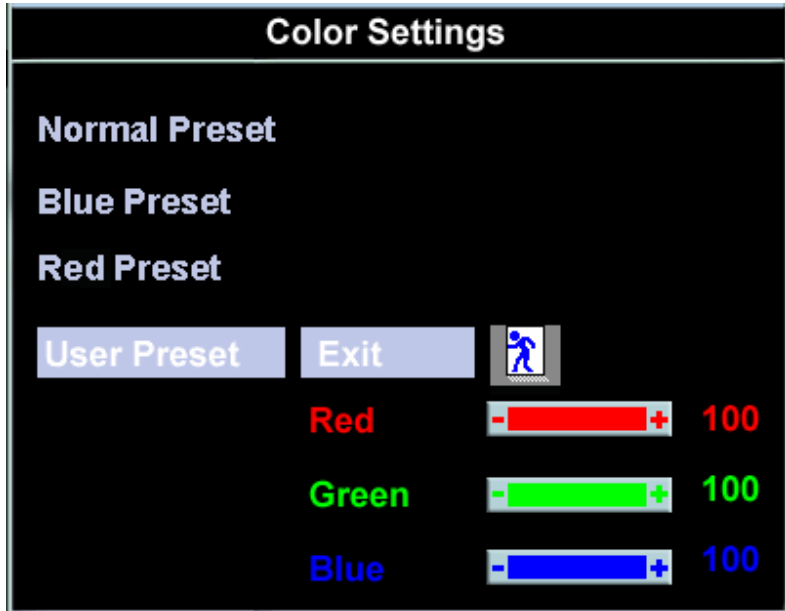 Color Settings
Normal Preset
Blue Preset
Red Preset
User Preset Exit
Red - + 100
Green - + 100
Blue - + 100